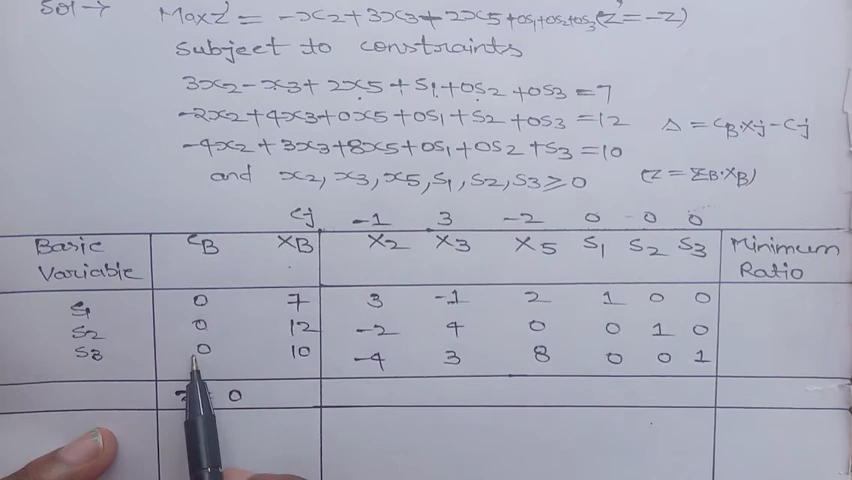 Sol → Max Z' = -x2 + 3x3 - 2x5 + 0s1 + 0s2 + 0s3 (Z' = -Z)
Subject to constraints
3x2 - x3 + 2x5 + S1 + 0S2 + 0S3 = 7
-2x2 + 4x3 + 0x5 + 0S1 + S2 + 0S3 = 12 Δ = CB.Xj - Cj
-4x2 + 3x3 + 8x5 + 0S1 + 0S2 + S3 = 10
and x2, x3, x5, S1, S2, S3 ≥ 0 (Z = ΣCB.XB)
Cj -1 3 -2 0 0 0
Basic Variable CB XB X2 X3 X5 S1 S2 S3 Minimum Ratio
S1 0 7 3 -1 2 1 0 0
S2 0 12 -2 4 0 0 1 0
S3 0 10 -4 3 8 0 0 1
0